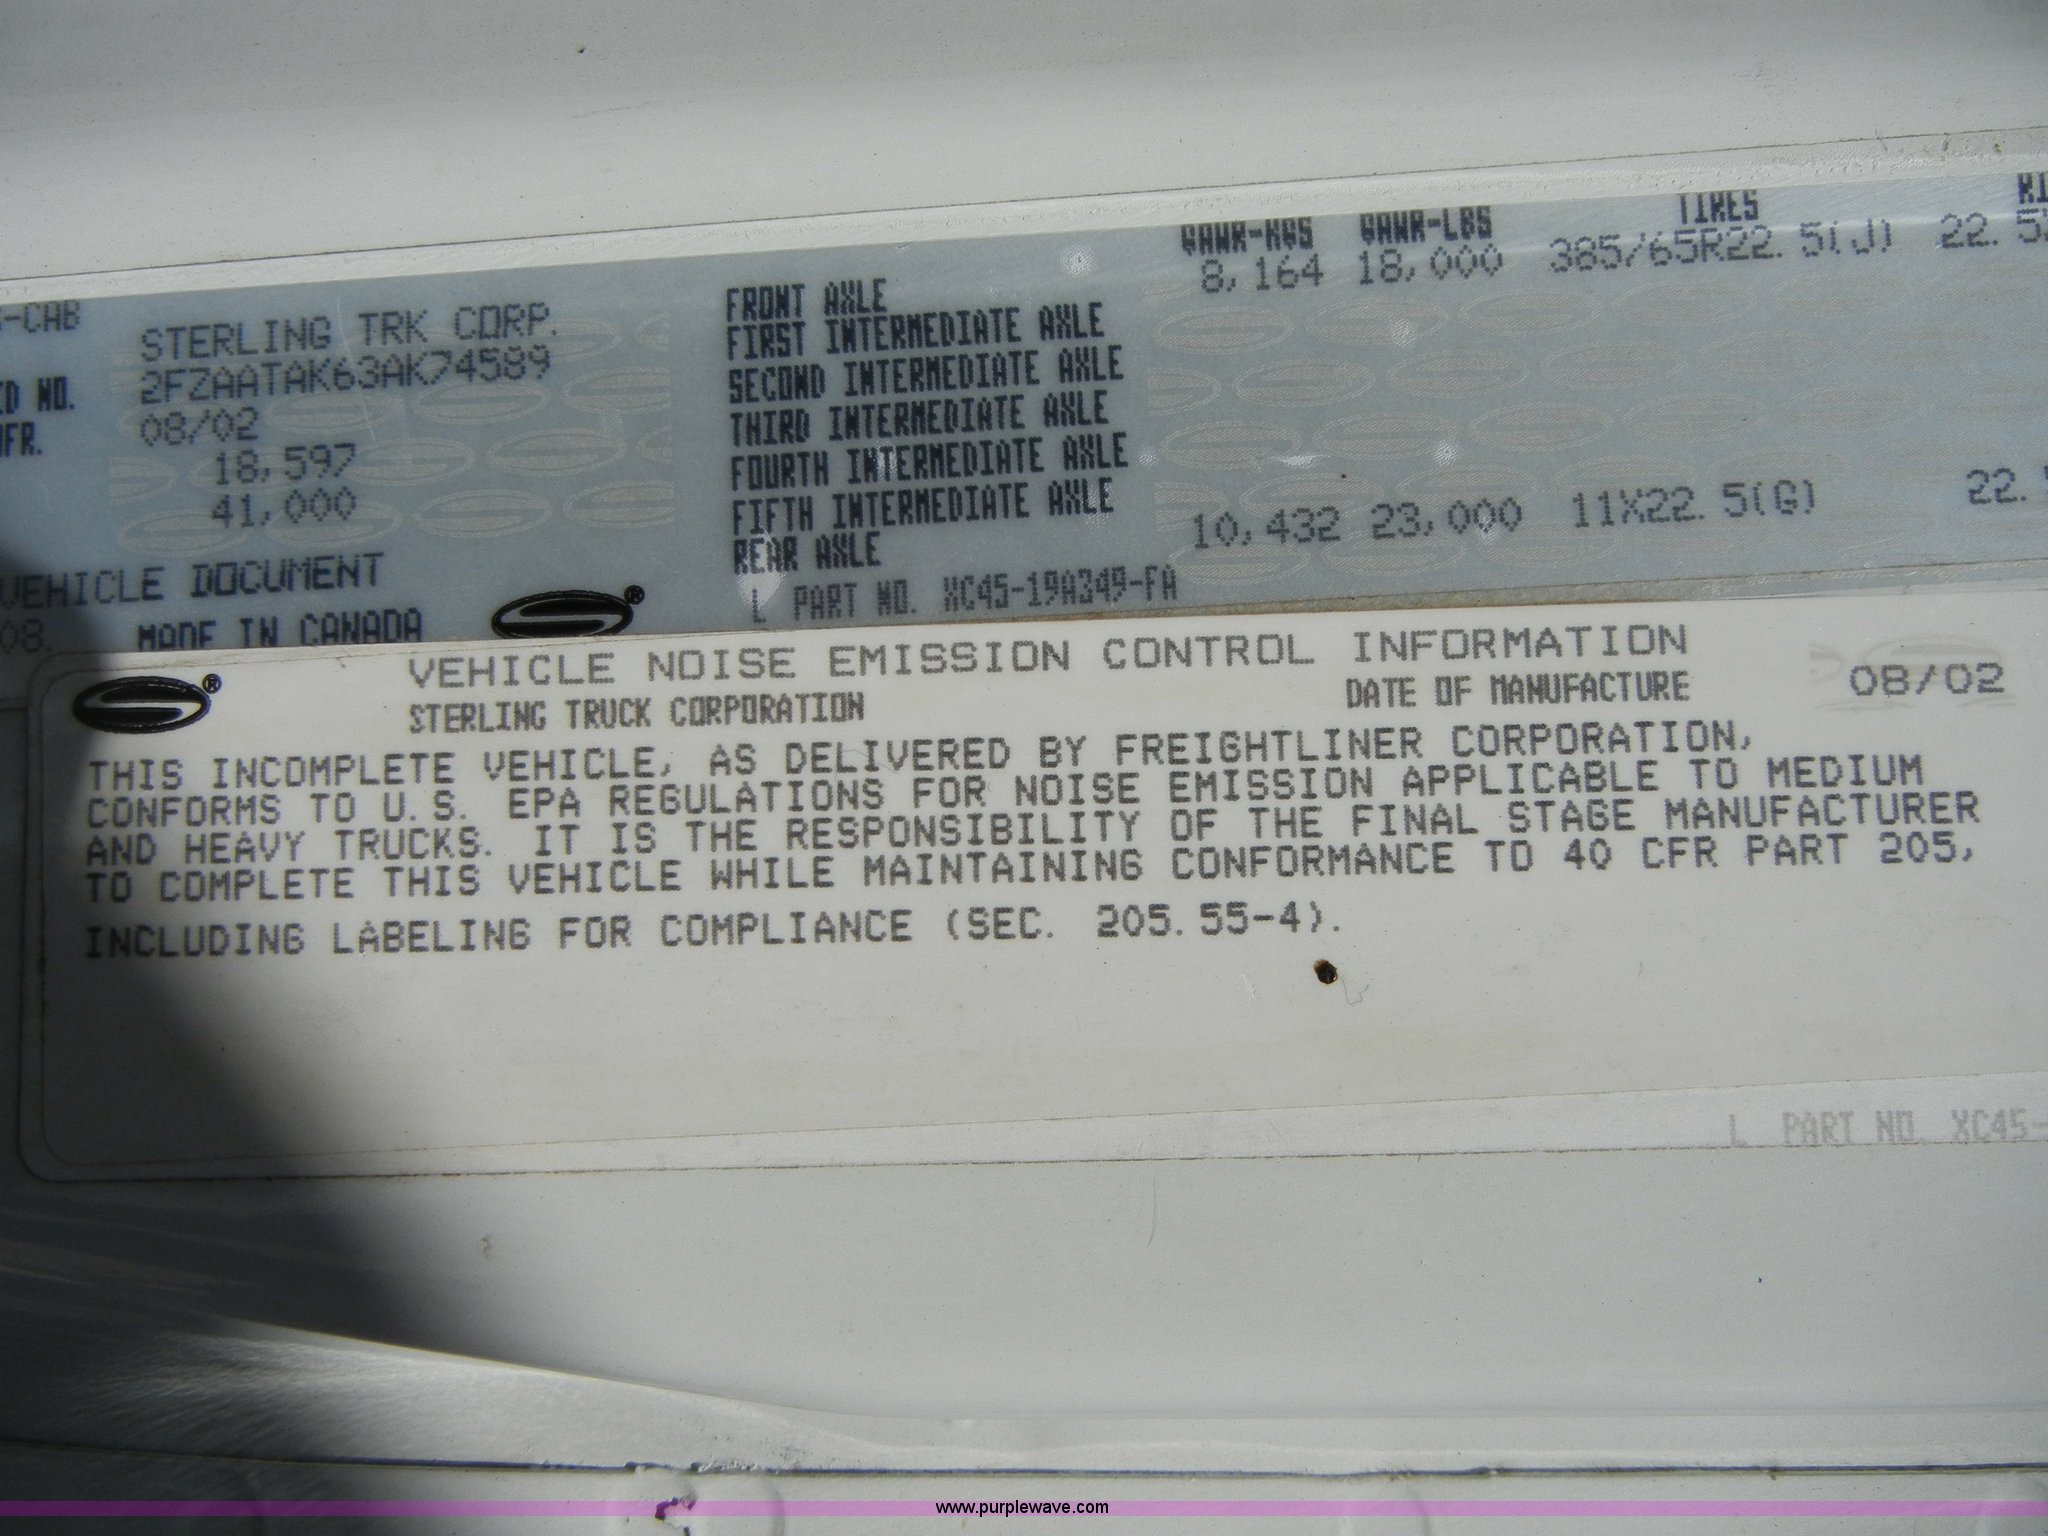 GAWR-KGS GAWR-LBS TIRES
FRONT AXLE 8,164 18,000 385/65R22.5(J) 22.5
-CAB STERLING TRK CORP. FIRST INTERMEDIATE AXLE
NO. 2FZAATAK63AK74589 SECOND INTERMEDIATE AXLE
FR. 08/02 THIRD INTERMEDIATE AXLE
18,597 FOURTH INTERMEDIATE AXLE
41,000 FIFTH INTERMEDIATE AXLE
REAR AXLE 10,432 23,000 11X22.5(G) 22.
VEHICLE DOCUMENT
08. MADE IN CANADA ® L PART NO. XC45-19A349-FA
® VEHICLE NOISE EMISSION CONTROL INFORMATION
STERLING TRUCK CORPORATION DATE OF MANUFACTURE 08/02
THIS INCOMPLETE VEHICLE, AS DELIVERED BY FREIGHTLINER CORPORATION,
CONFORMS TO U.S. EPA REGULATIONS FOR NOISE EMISSION APPLICABLE TO MEDIUM
AND HEAVY TRUCKS. IT IS THE RESPONSIBILITY OF THE FINAL STAGE MANUFACTURER
TO COMPLETE THIS VEHICLE WHILE MAINTAINING CONFORMANCE TO 40 CFR PART 205,
INCLUDING LABELING FOR COMPLIANCE (SEC. 205.55-4).
L PART NO. XC45-
www.purplewave.com